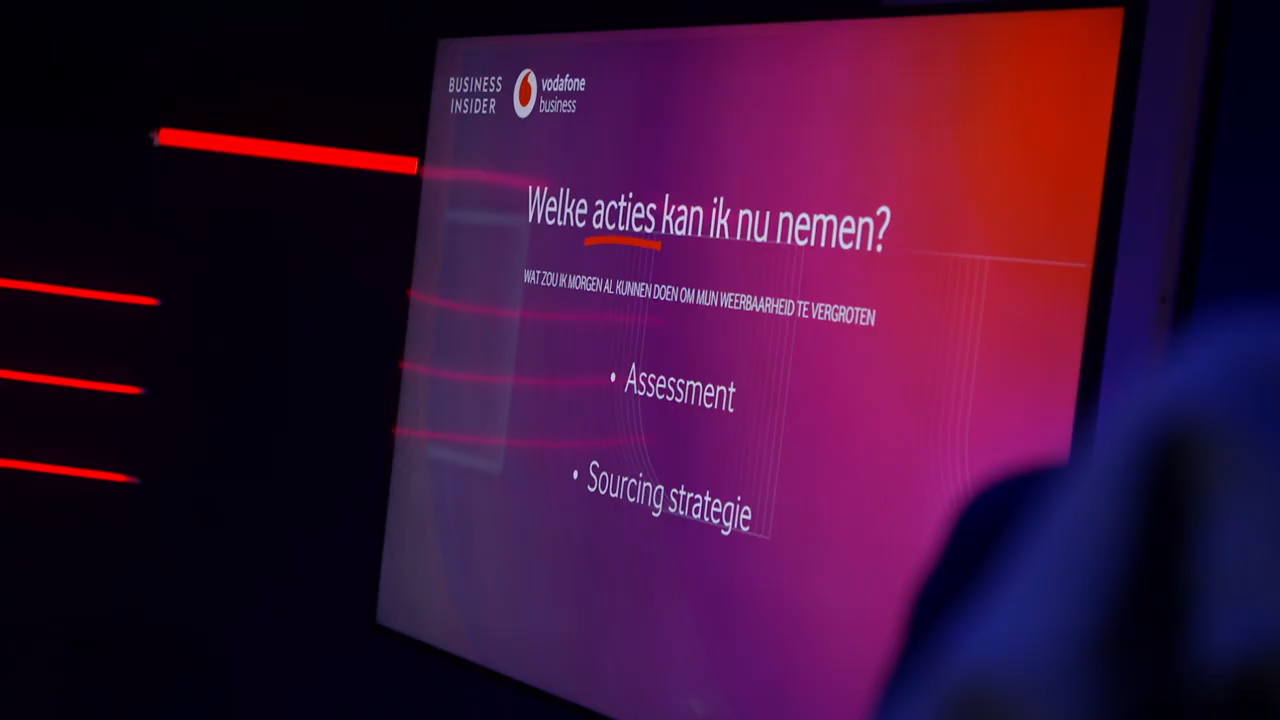 BUSINESS
INSIDER
vodafone
business
Welke acties kan ik nu nemen?
WAT ZOU IK MORGEN AL KUNNEN DOEN OM MIJN WEERBAARHEID TE VERGROTEN
• Assessment
• Sourcing strategie